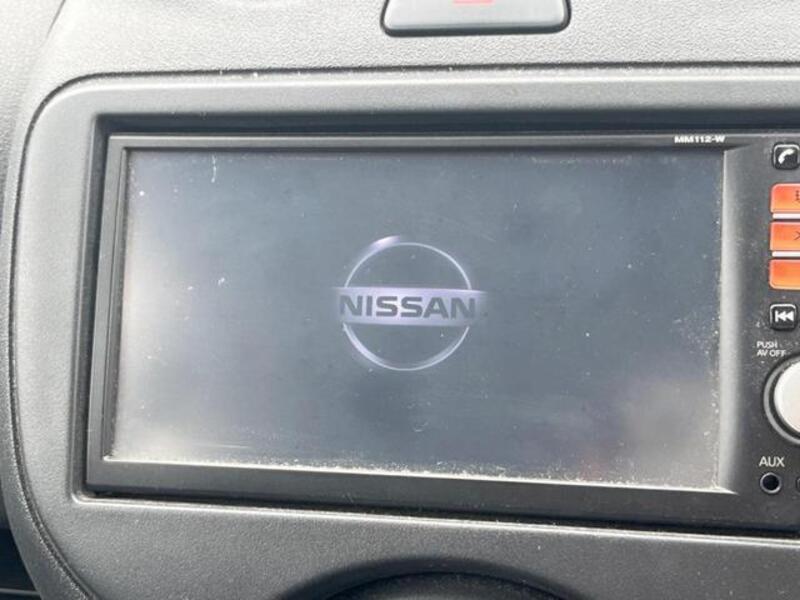 MM112-W
NISSAN
PUSH
AV OFF
AUX